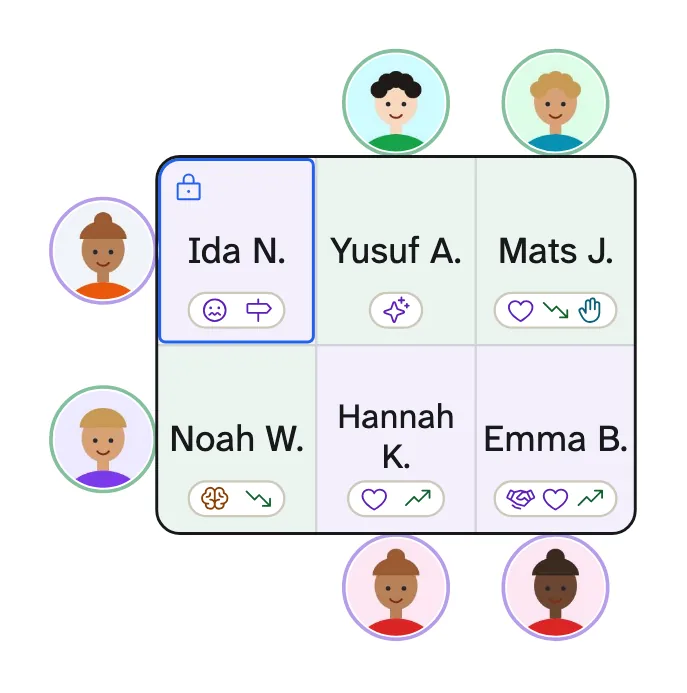 Ida N.
Yusuf A.
Mats J.
Noah W.
Hannah
K.
Emma B.